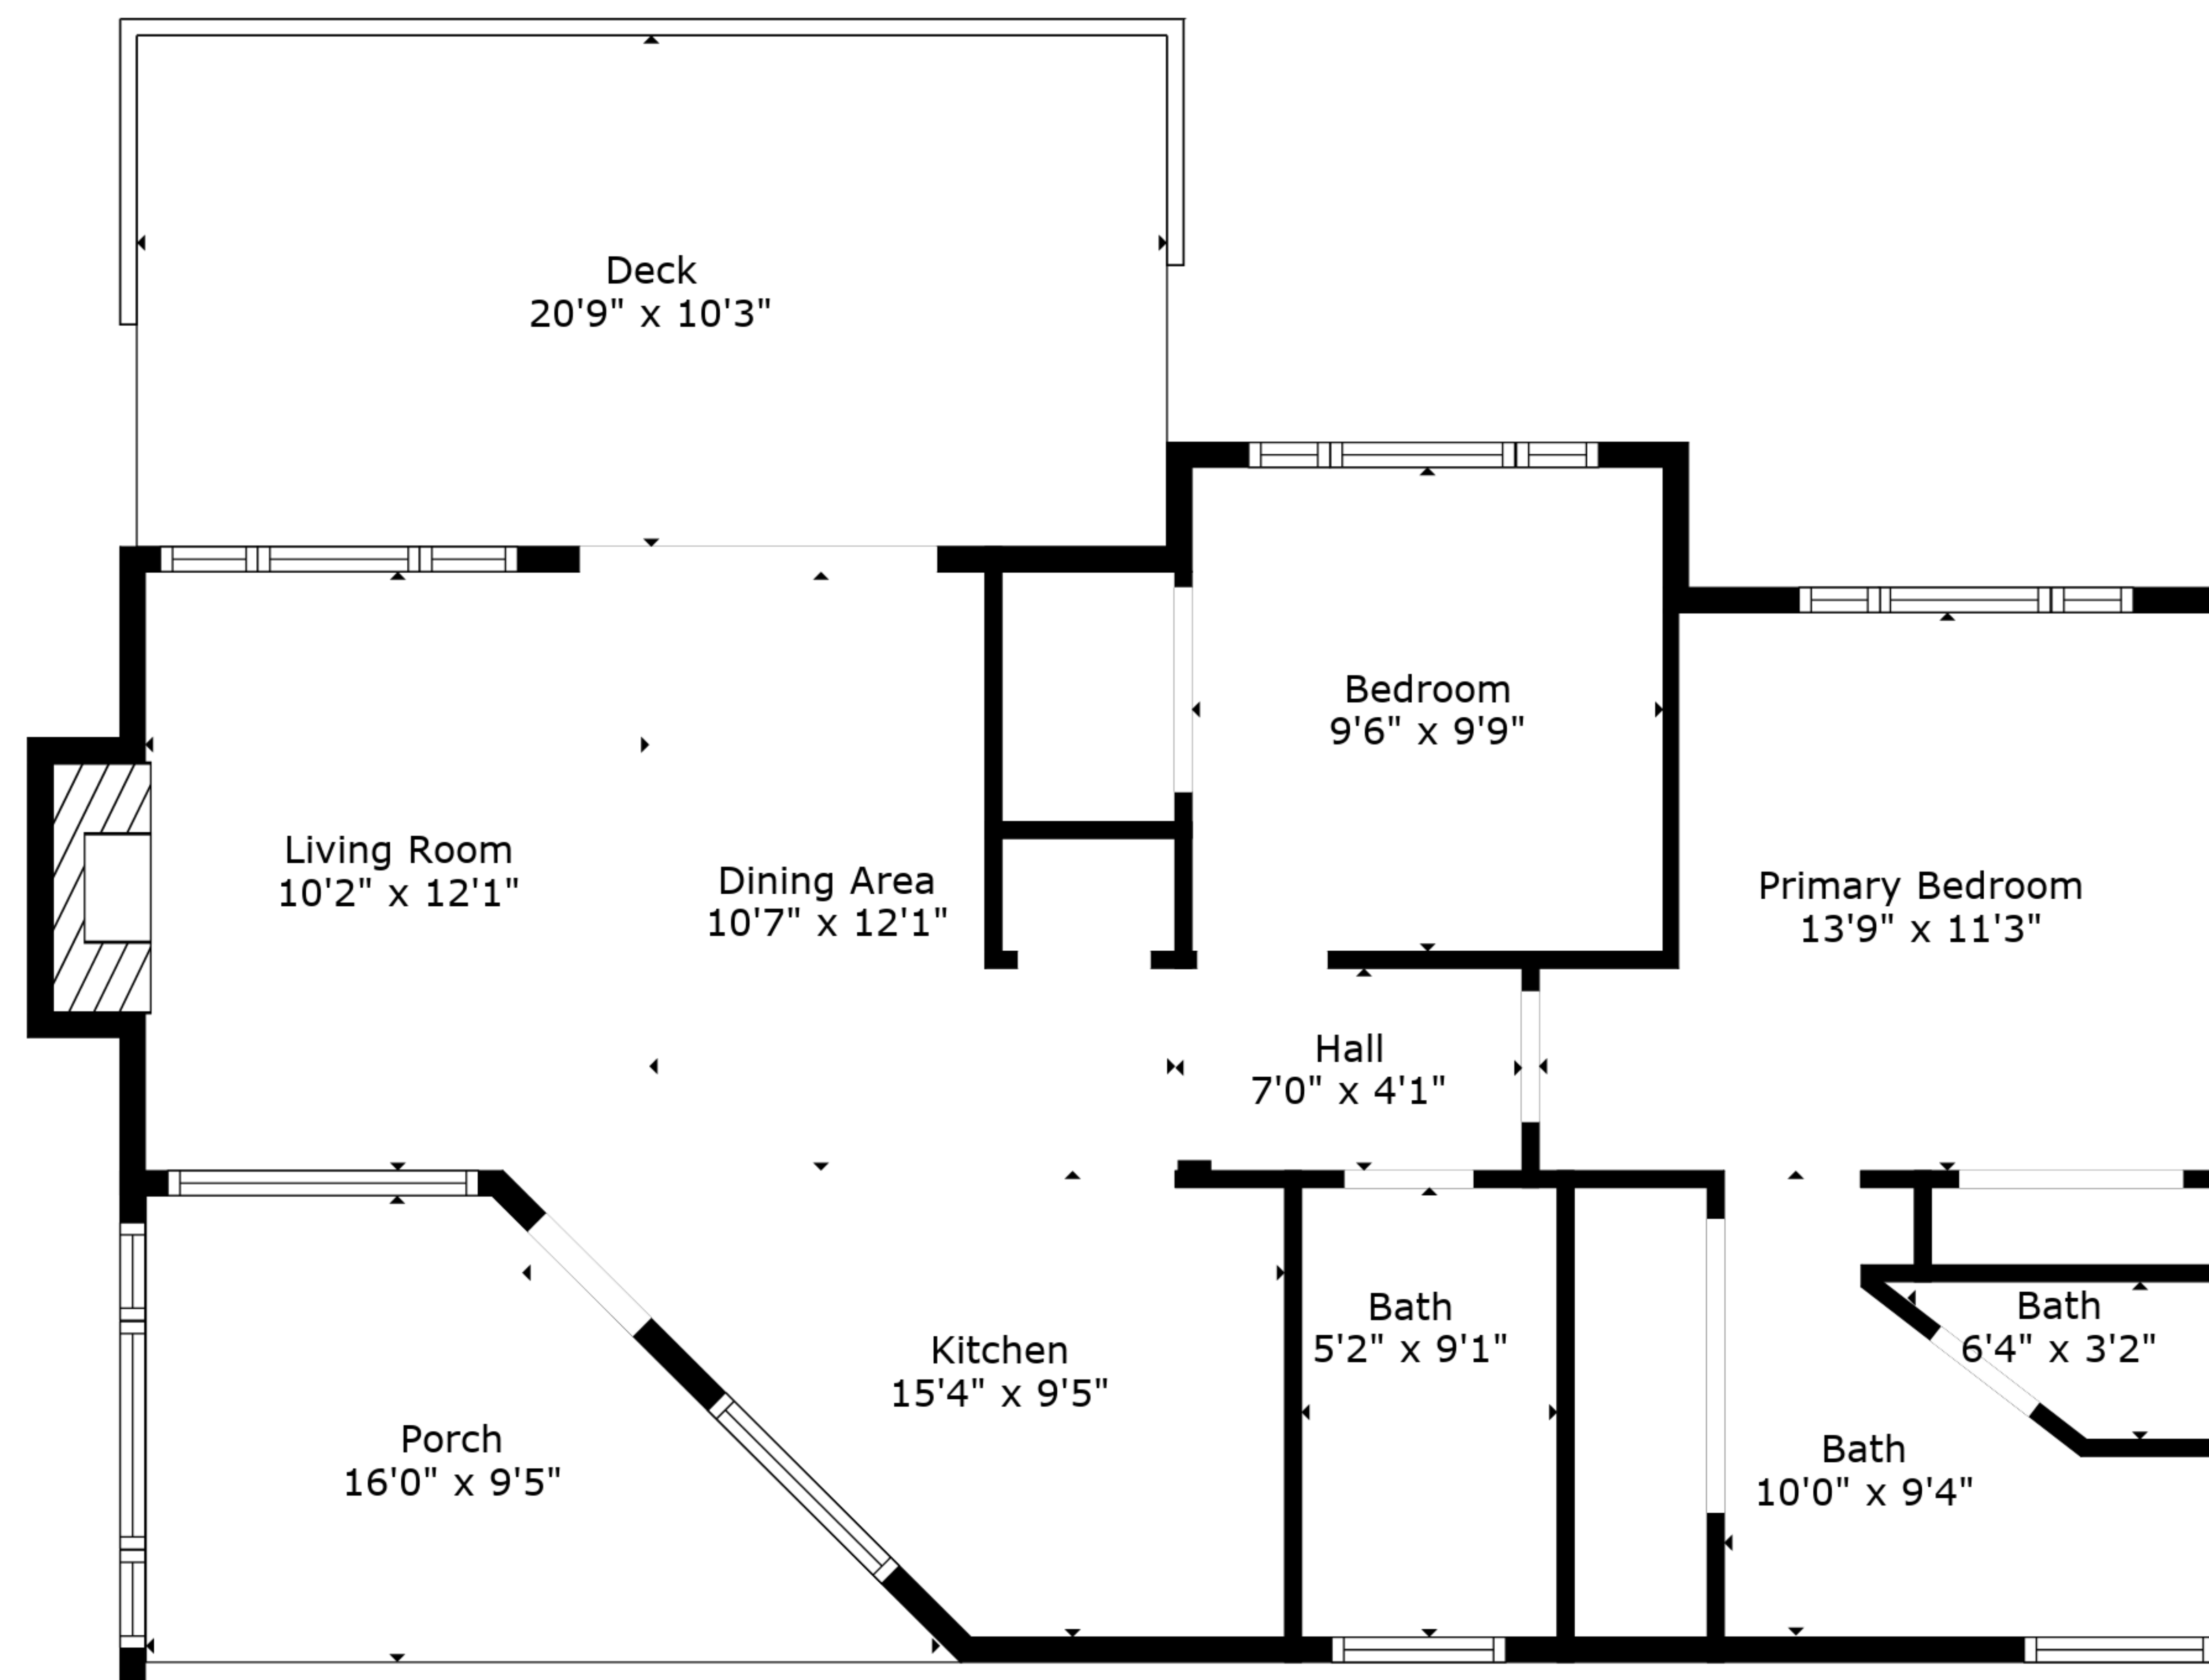 Deck
20'9" x 10'3"
Bedroom
9'6" x 9'9"
Living Room
10'2" x 12'1"
Dining Area
10'7" x 12'1"
Primary Bedroom
13'9" x 11'3"
Hall
7'0" x 4'1"
Bath
5'2" x 9'1"
Bath
6'4" x 3'2"
Kitchen
15'4" x 9'5"
Porch
16'0" x 9'5"
Bath
10'0" x 9'4"